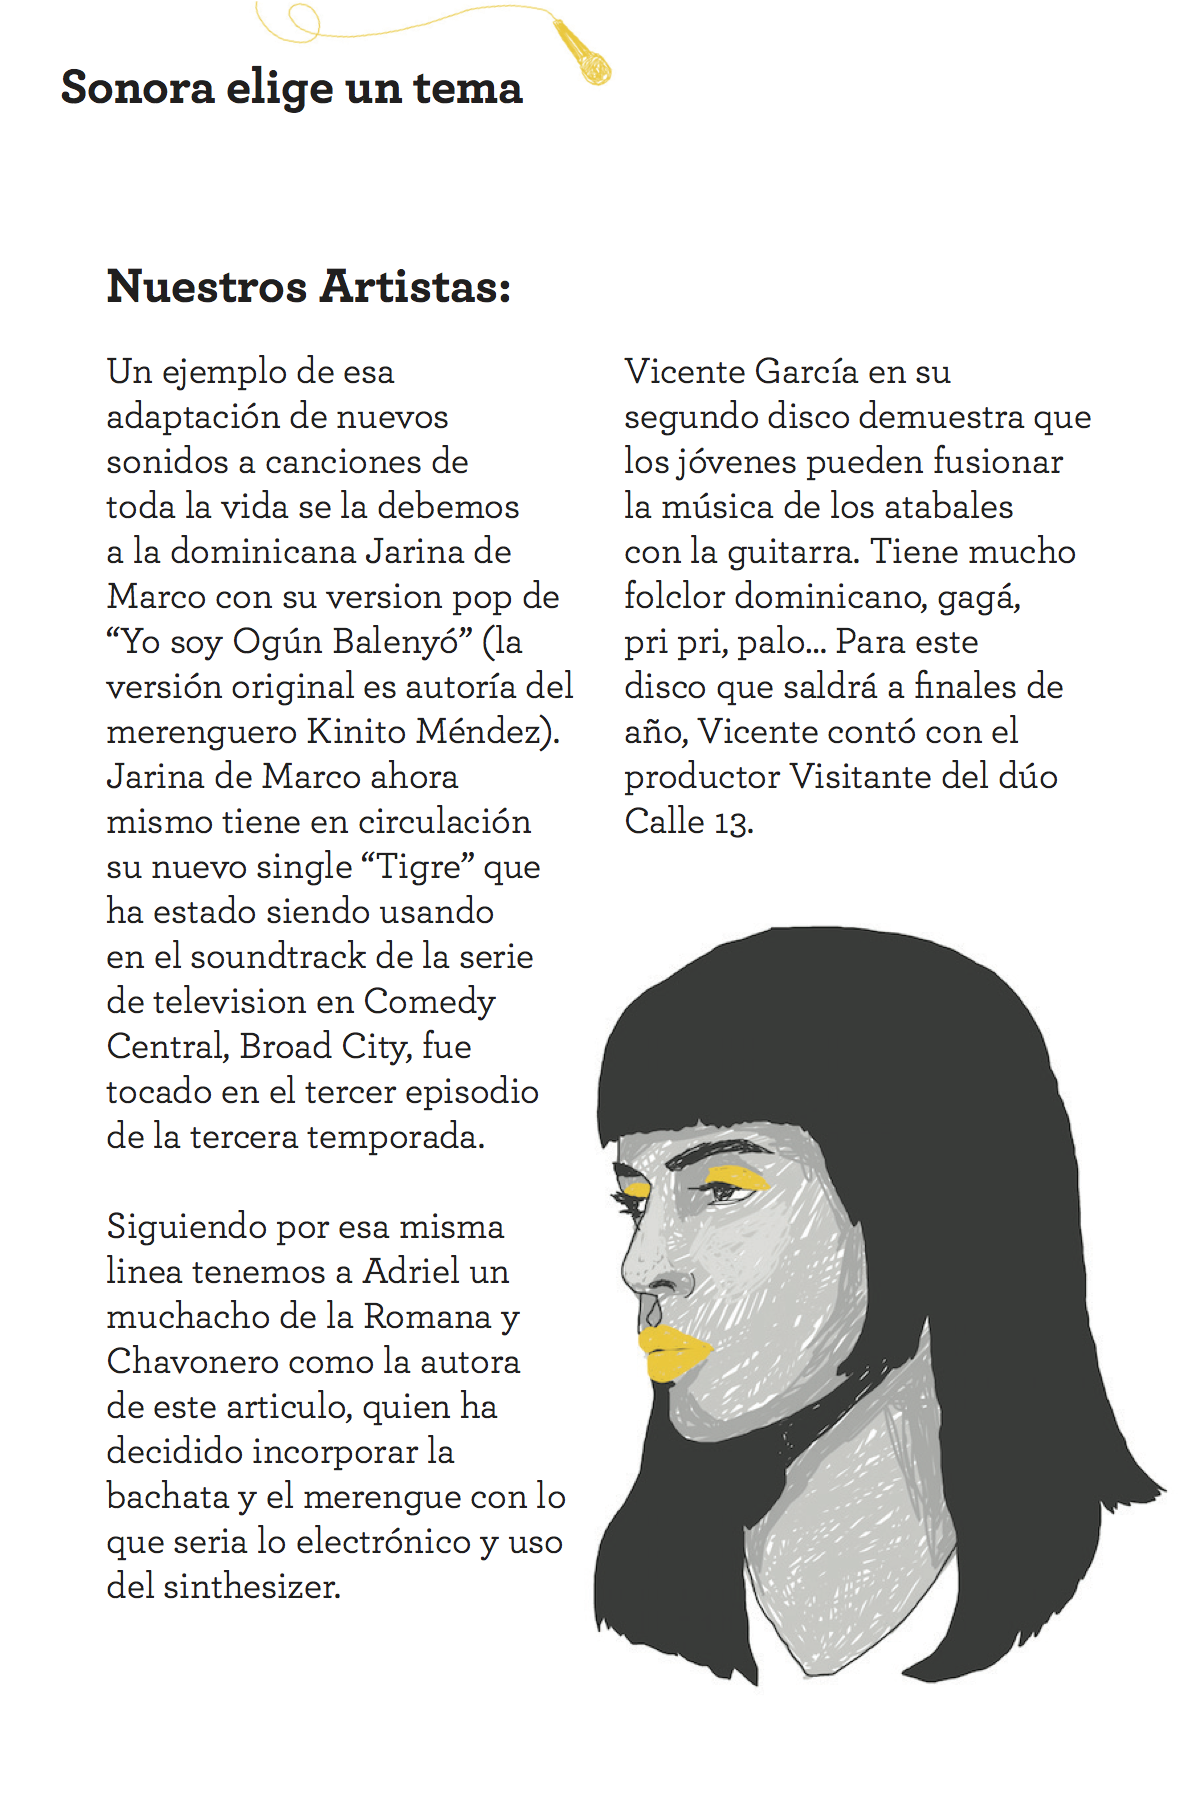 Sonora elige un tema
Nuestros Artistas:
Un ejemplo de esa
adaptación de nuevos
sonidos a canciones de
toda la vida se la debemos
a la dominicana Jarina de
Marco con su version pop de
“Yo soy Ogún Balenyó” (la
versión original es autoría del
merenguero Kinito Méndez).
Jarina de Marco ahora
mismo tiene en circulación
su nuevo single “Tigre” que
ha estado siendo usando
en el soundtrack de la serie
de television en Comedy
Central, Broad City, fue
tocado en el tercer episodio
de la tercera temporada.
Siguiendo por esa misma
linea tenemos a Adriel un
muchacho de la Romana y
Chavonero como la autora
de este articulo, quien ha
decidido incorporar la
bachata y el merengue con lo
que seria lo electrónico y uso
del sinthesizer.
Vicente García en su
segundo disco demuestra que
los jóvenes pueden fusionar
la música de los atabales
con la guitarra. Tiene mucho
folclor dominicano, gagá,
pri pri, palo... Para este
disco que saldrá a finales de
año, Vicente contó con el
productor Visitante del dúo
Calle 13.